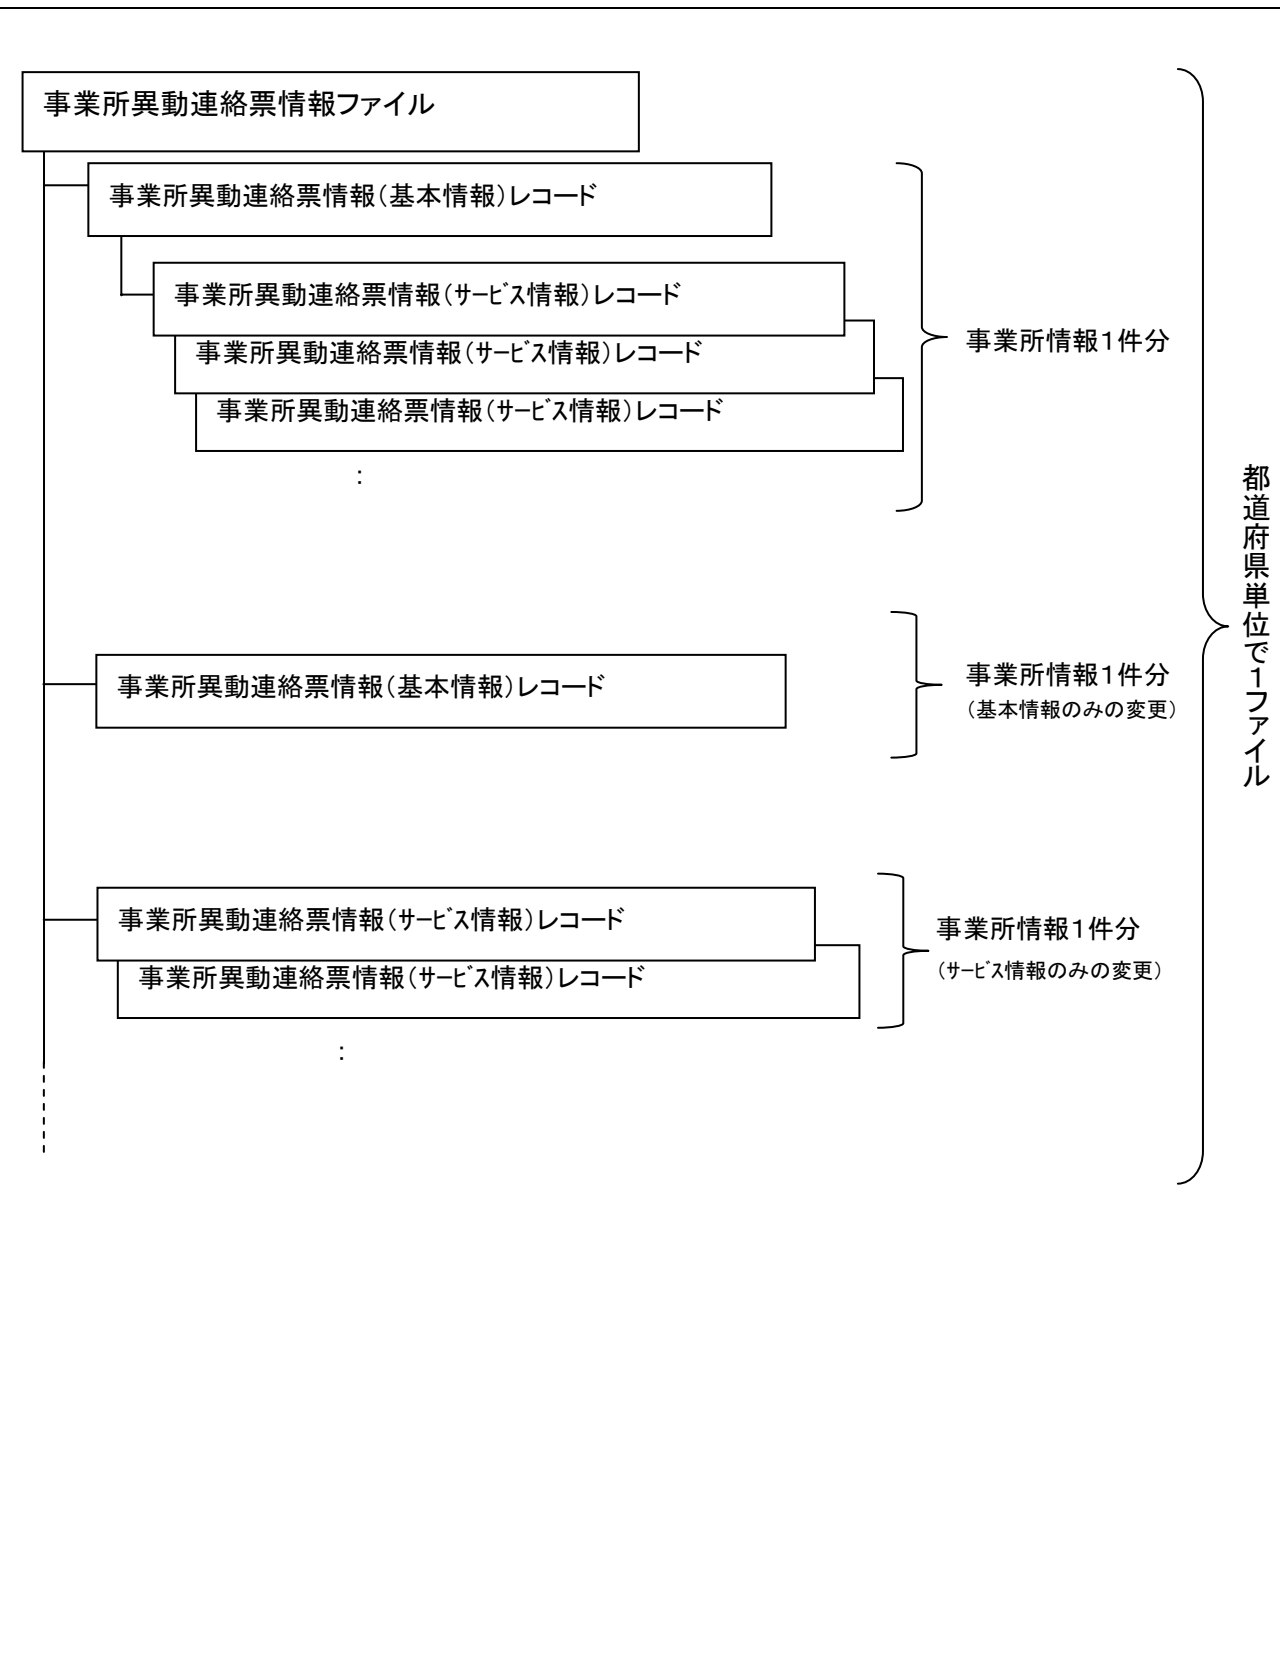 事業所異動連絡票情報ファイル
事業所異動連絡票情報（基本情報）レコード
事業所異動連絡票情報（ｻｰﾋﾞｽ情報）レコード
事業所異動連絡票情報（ｻｰﾋﾞｽ情報）レコード
事業所異動連絡票情報（ｻｰﾋﾞｽ情報）レコード
：
事業所情報１件分
事業所異動連絡票情報（基本情報）レコード
事業所情報１件分
（基本情報のみの変更）
事業所異動連絡票情報（ｻｰﾋﾞｽ情報）レコード
事業所異動連絡票情報（ｻｰﾋﾞｽ情報）レコード
：
事業所情報１件分
（ｻｰﾋﾞｽ情報のみの変更）
都道府県単位で１ファイル